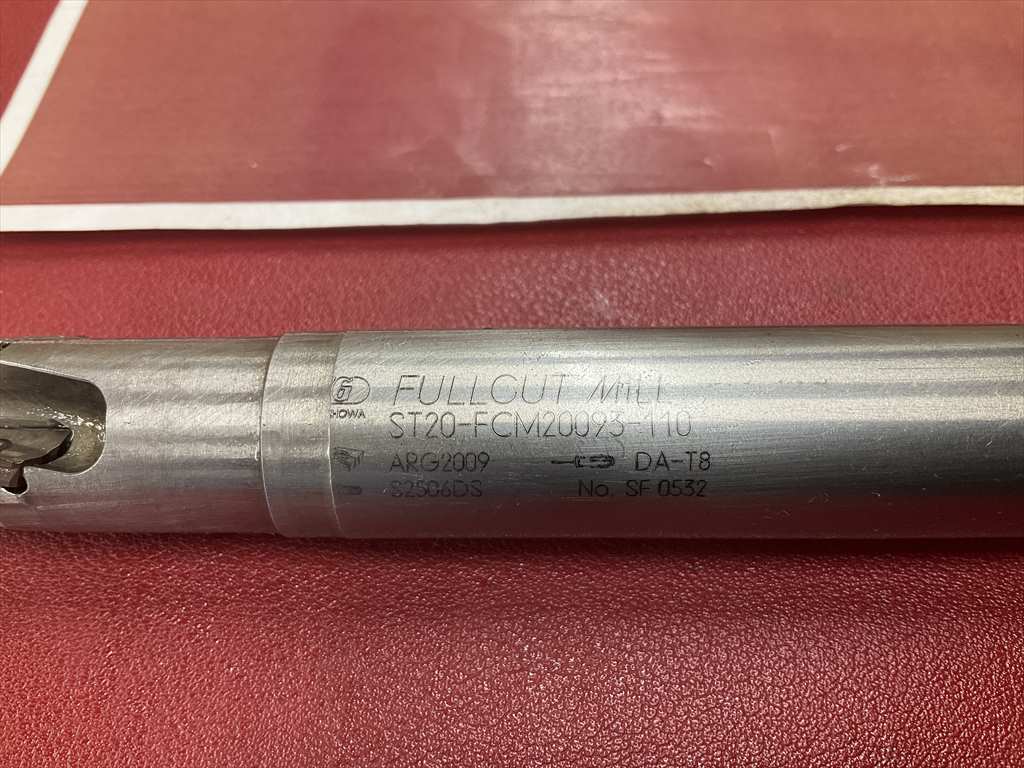 FULLCUT MILL
SHOWA
ST20-FCM20093-110
ARG2009 DA-T8
S2506DS No. SF 0532